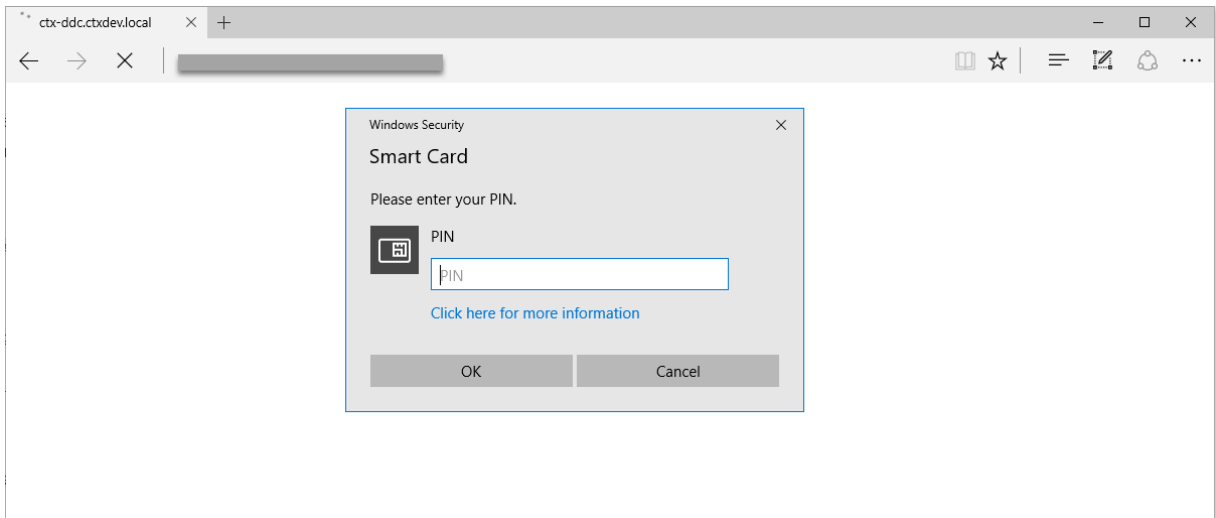 ctx-ddc.ctxdev.local
Windows Security
Smart Card
Please enter your PIN.
PIN
PIN
Click here for more information
OK
Cancel